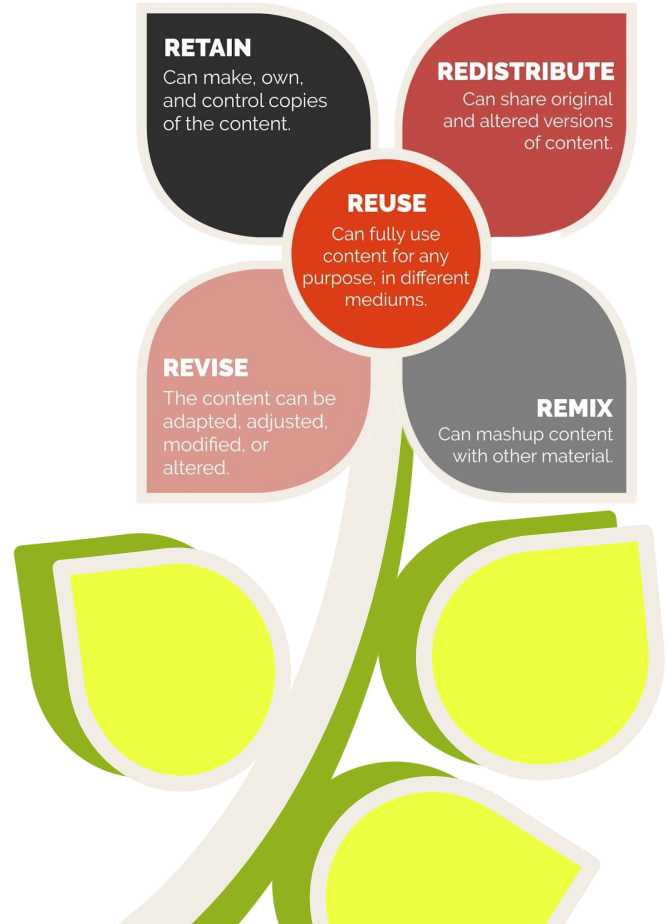 RETAIN
Can make, own,
and control copies
of the content.
REDISTRIBUTE
Can share original
and altered versions
of content.
REUSE
Can fully use
content for any
purpose, in different
mediums.
REVISE
The content can be
adapted, adjusted,
modified, or
altered.
REMIX
Can mashup content
with other material.